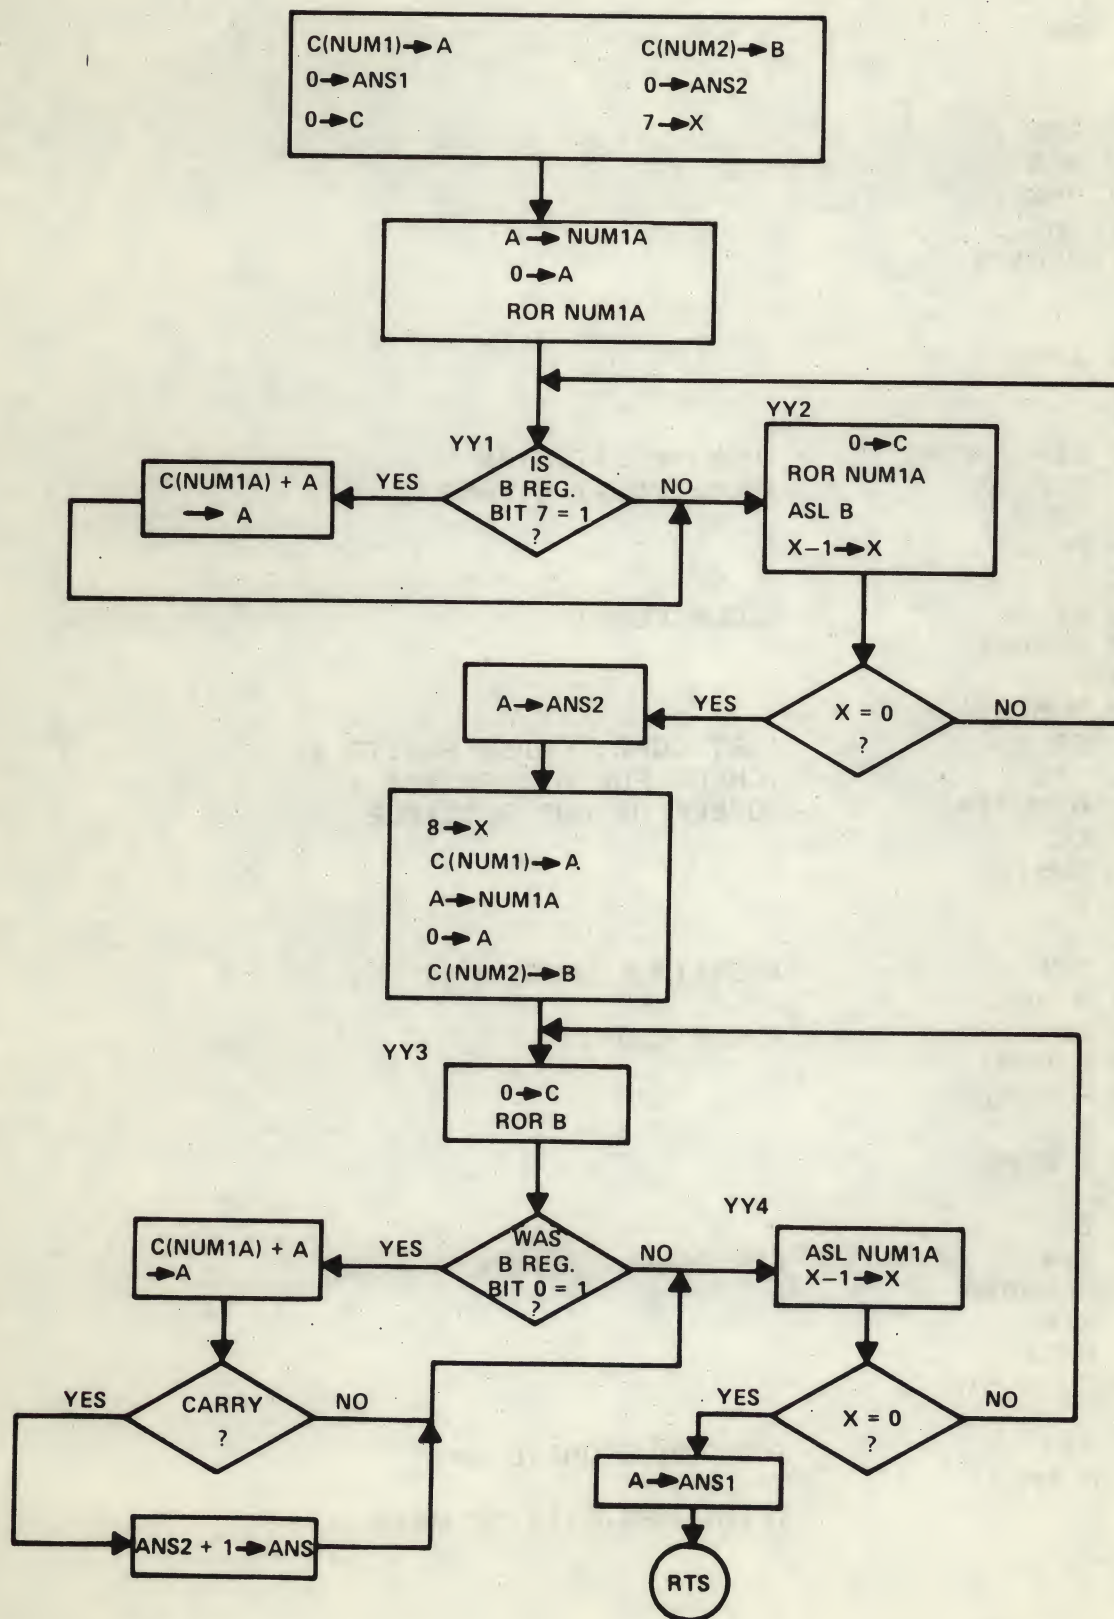 C(NUM1)→A
C(NUM2)→B
0→ANS1
0→ANS2
0→C
7→X
A→NUM1A
0→A
ROR NUM1A
YY1
IS
B REG.
BIT 7 = 1
?
YES
NO
C(NUM1A) + A
→ A
YY2
0→C
ROR NUM1A
ASL B
X−1→X
X = 0
?
YES
NO
A→ANS2
8→X
C(NUM1)→A
A→NUM1A
0→A
C(NUM2)→B
YY3
0→C
ROR B
WAS
B REG.
BIT 0 = 1
?
YES
NO
C(NUM1A) + A
→A
CARRY
?
YES
NO
ANS2 + 1→ANS
YY4
ASL NUM1A
X−1→X
X = 0
?
YES
NO
A→ANS1
RTS